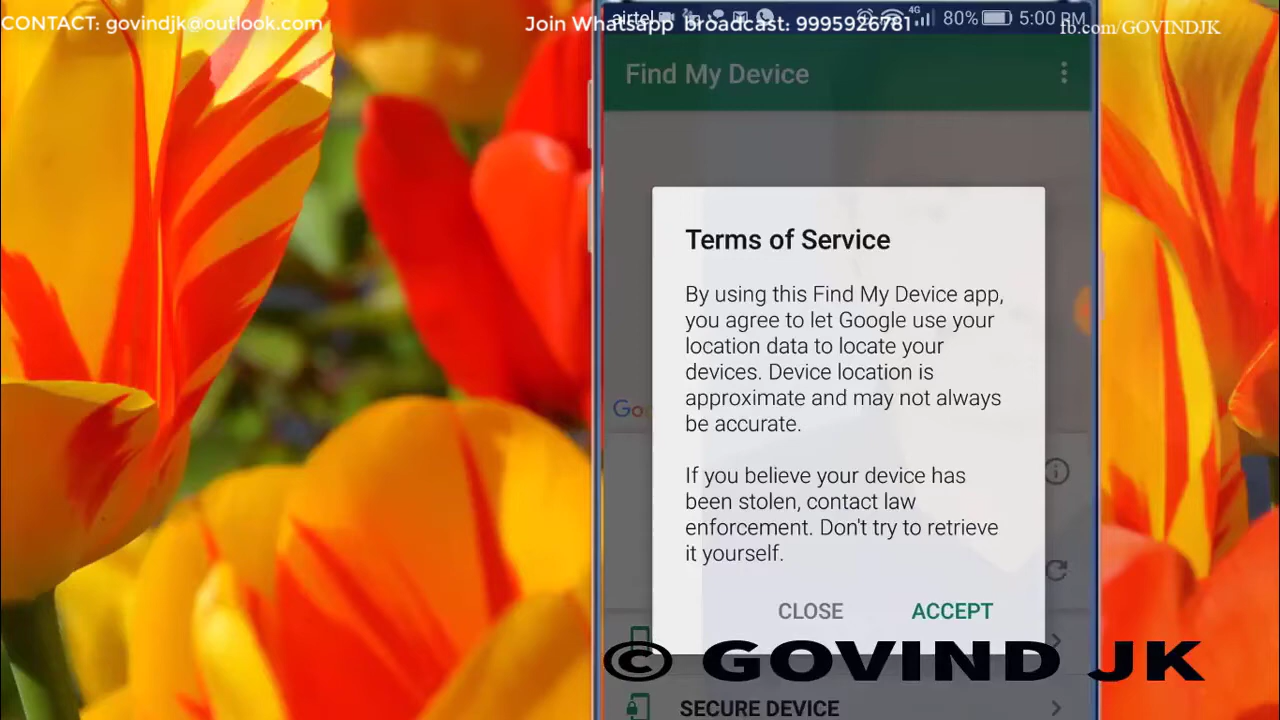 CONTACT: govindjk@outlook.com
Join Whatsapp broadcast: 9995926781
airtel
4G
80%
5:00 PM
fb.com/GOVINDJK
Find My Device
Terms of Service
By using this Find My Device app,
you agree to let Google use your
location data to locate your
devices. Device location is
approximate and may not always
be accurate.
Goo
If you believe your device has
been stolen, contact law
enforcement. Don't try to retrieve
it yourself.
CLOSE ACCEPT
© GOVIND JK
SECURE DEVICE